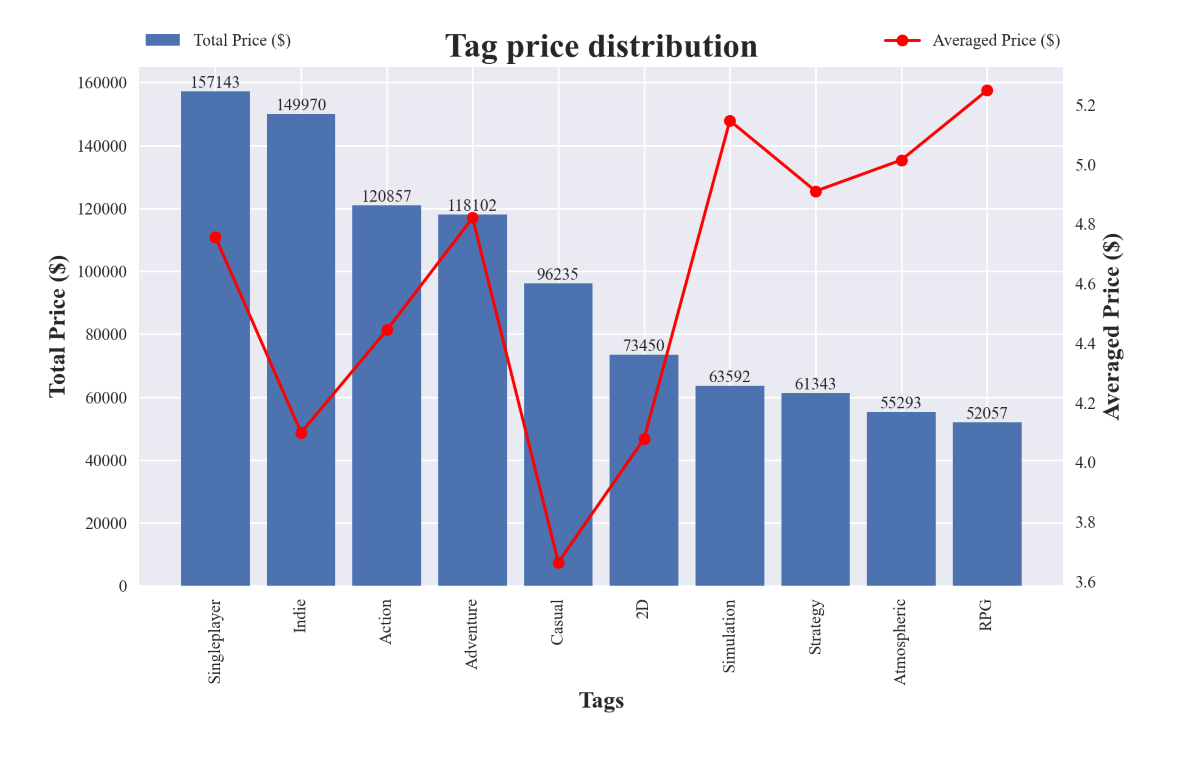 Tag price distribution
Total Price ($)
Averaged Price ($)
160000
140000
120000
100000
80000
60000
40000
20000
0
Total Price ($)
157143
149970
120857
118102
96235
73450
63592
61343
55293
52057
5.2
5.0
4.8
4.6
4.4
4.2
4.0
3.8
3.6
Averaged Price ($)
Singleplayer
Indie
Action
Adventure
Casual
2D
Simulation
Strategy
Atmospheric
RPG
Tags